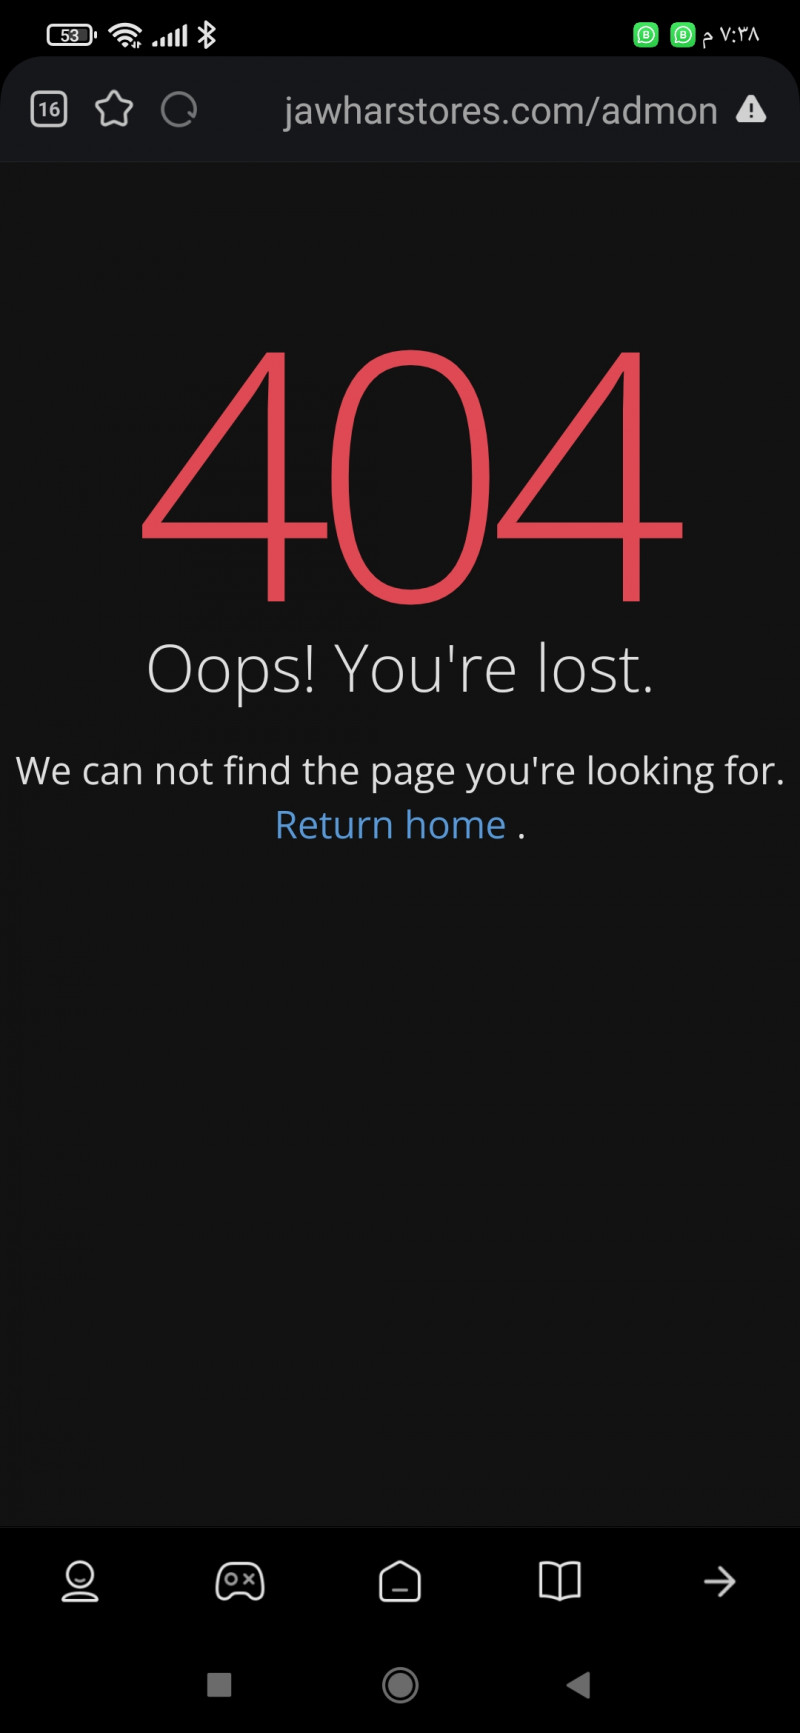 53
م ٧:٣٨
16
jawharstores.com/admon
404
Oops! You're lost.
We can not find the page you're looking for.
Return home .